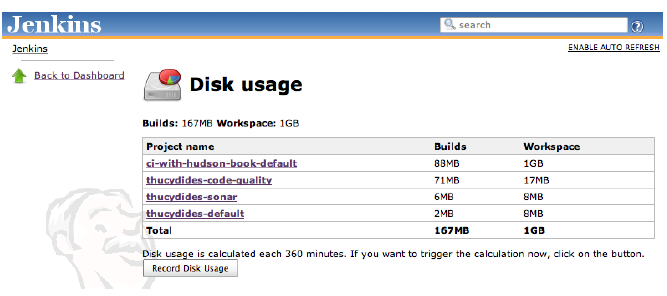 Jenkins
search
Jenkins
ENABLE AUTO REFRESH
Back to Dashboard
Disk usage
Builds: 167MB Workspace: 1GB
Project name Builds Workspace
ci-with-hudson-book-default 88MB 1GB
thucydides-code-quality 71MB 17MB
thucydides-sonar 6MB 8MB
thucydides-default 2MB 8MB
Total 167MB 1GB
Disk usage is calculated each 360 minutes. If you want to trigger the calculation now, click on the button.
Record Disk Usage